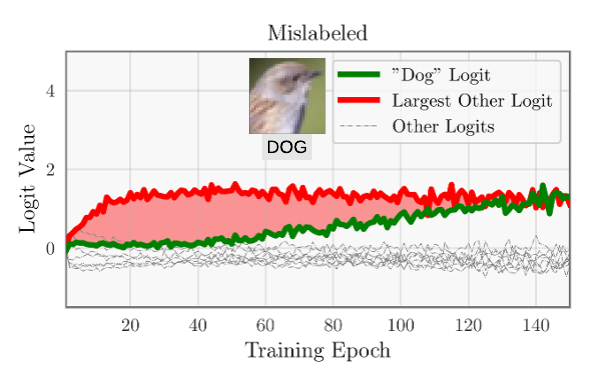 Mislabeled
"Dog" Logit
Largest Other Logit
Other Logits
DOG
Logit Value
4
2
0
20 40 60 80 100 120 140
Training Epoch